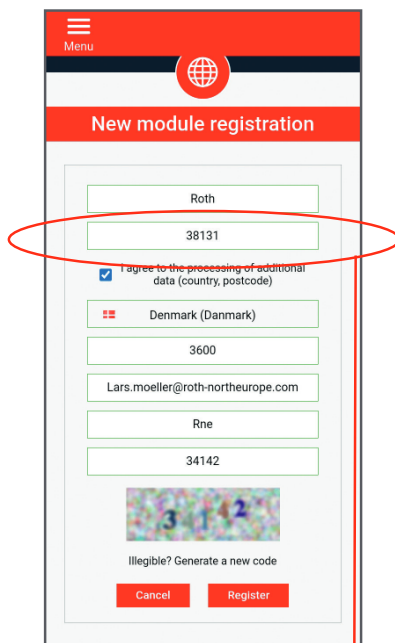 Menu
New module registration
Roth
38131
I agree to the processing of additional
data (country, postcode)
Denmark (Danmark)
3600
Lars.moeller@roth-northeurope.com
Rne
34142
34142
Illegible? Generate a new code
Cancel
Register